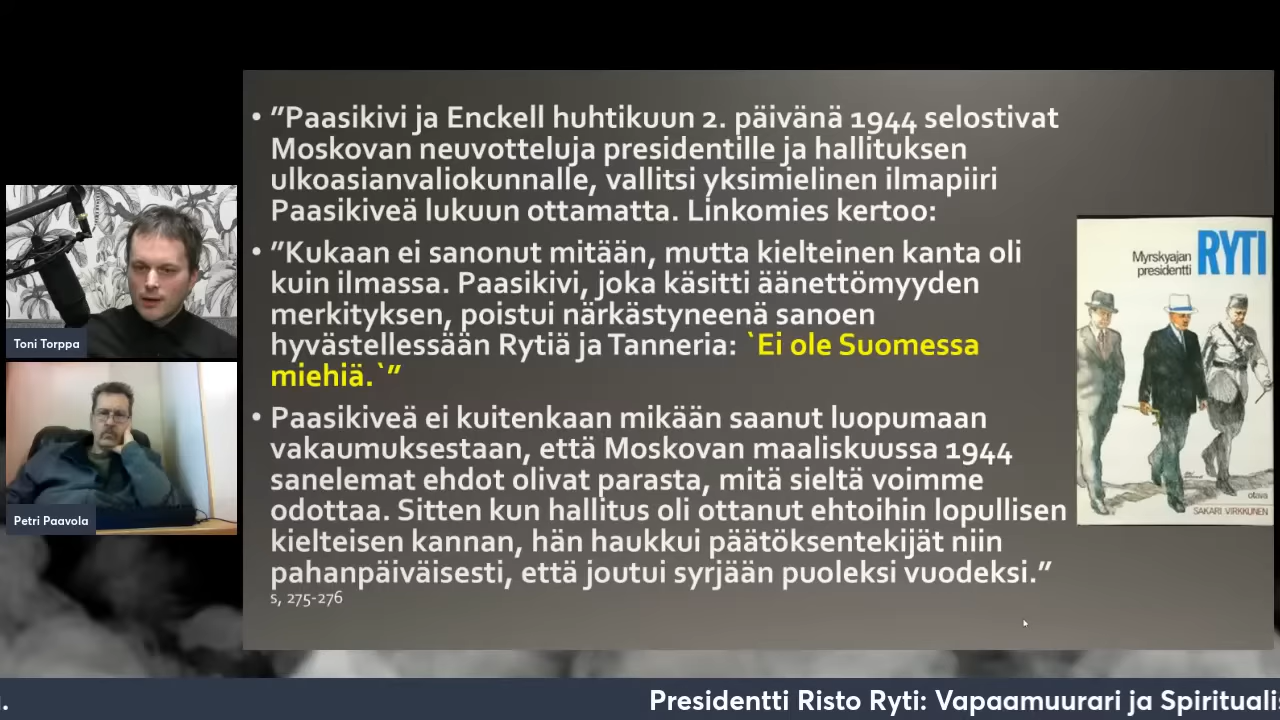 • ”Paasikivi ja Enckell huhtikuun 2. päivänä 1944 selostivat
Moskovan neuvotteluja presidentille ja hallituksen
ulkoasianvaliokunnalle, vallitsi yksimielinen ilmapiiri
Paasikiveä lukuun ottamatta. Linkomies kertoo:
• ”Kukaan ei sanonut mitään, mutta kielteinen kanta oli
kuin ilmassa. Paasikivi, joka käsitti äänettömyyden
merkityksen, poistui närkästyneenä sanoen
hyvästellessään Rytiä ja Tanneria: `Ei ole Suomessa
miehiä.`”
• Paasikiveä ei kuitenkaan mikään saanut luopumaan
vakaumuksestaan, että Moskovan maaliskuussa 1944
sanelemat ehdot olivat parasta, mitä sieltä voimme
odottaa. Sitten kun hallitus oli ottanut ehtoihin lopullisen
kielteisen kannan, hän haukkui päätöksentekijät niin
pahanpäiväisesti, että joutui syrjään puoleksi vuodeksi.”
s, 275-276
Myrskyajan
presidentti
RYTI
otava
SAKARI VIRKKUNEN
Toni Torppa
Petri Paavola
Presidentti Risto Ryti: Vapaamuurari ja Spirituali